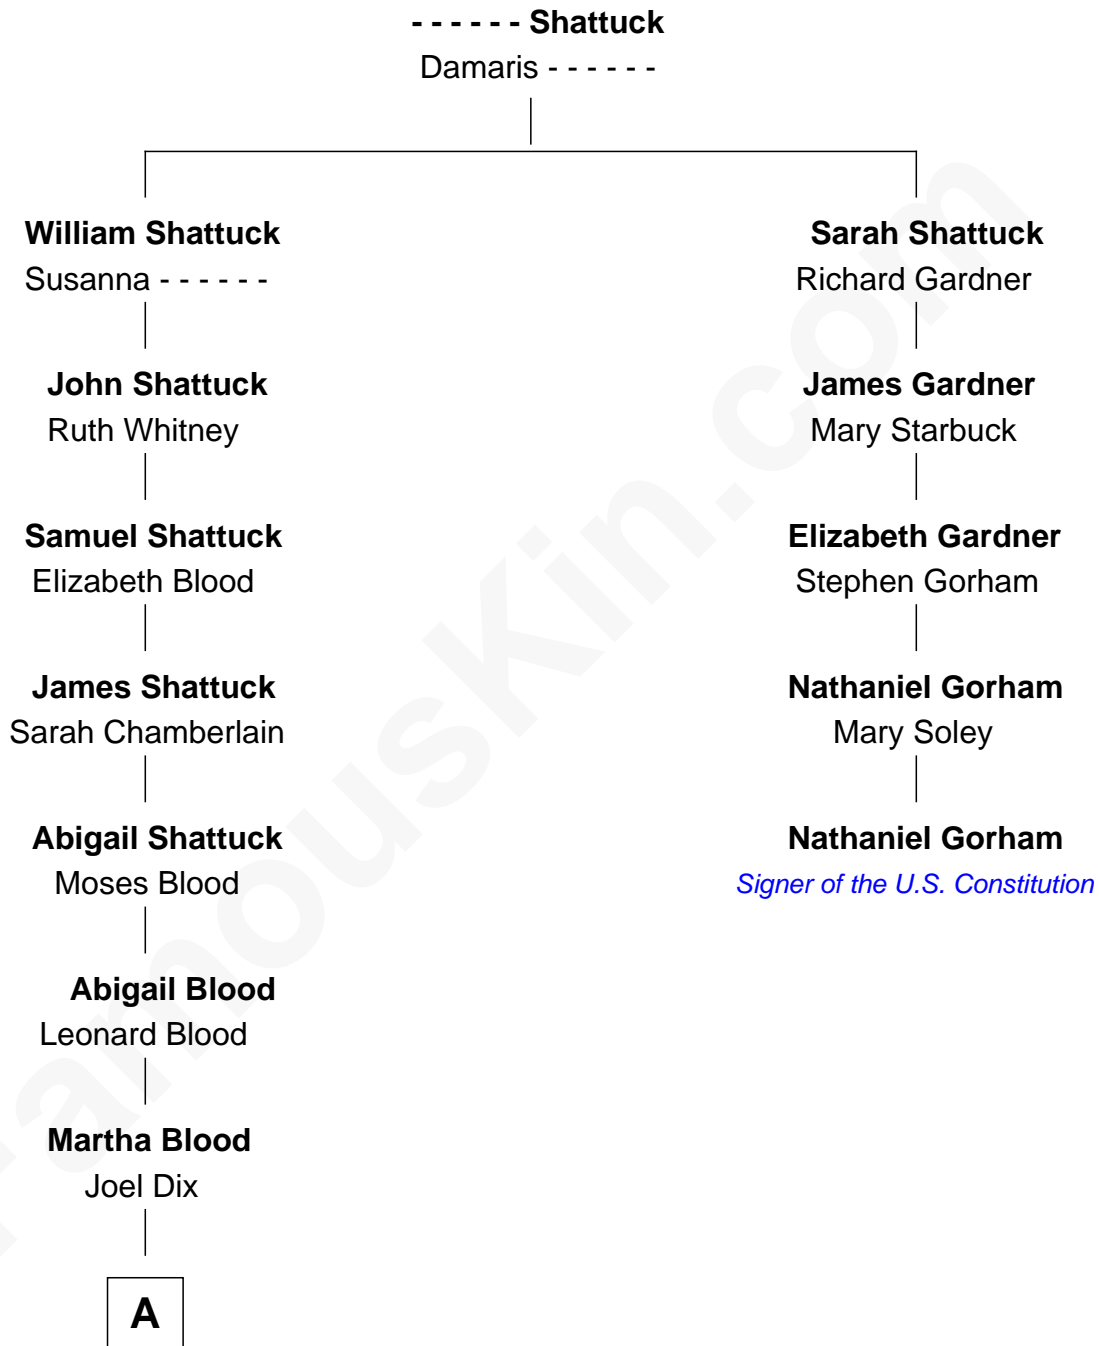 - - - - - - Shattuck
Damaris - - - - - -
William Shattuck
Susanna - - - - - -
John Shattuck
Ruth Whitney
Samuel Shattuck
Elizabeth Blood
James Shattuck
Sarah Chamberlain
Abigail Shattuck
Moses Blood
Abigail Blood
Leonard Blood
Martha Blood
Joel Dix
A
Sarah Shattuck
Richard Gardner
James Gardner
Mary Starbuck
Elizabeth Gardner
Stephen Gorham
Nathaniel Gorham
Mary Soley
Nathaniel Gorham
Signer of the U.S. Constitution
FamousKin.com